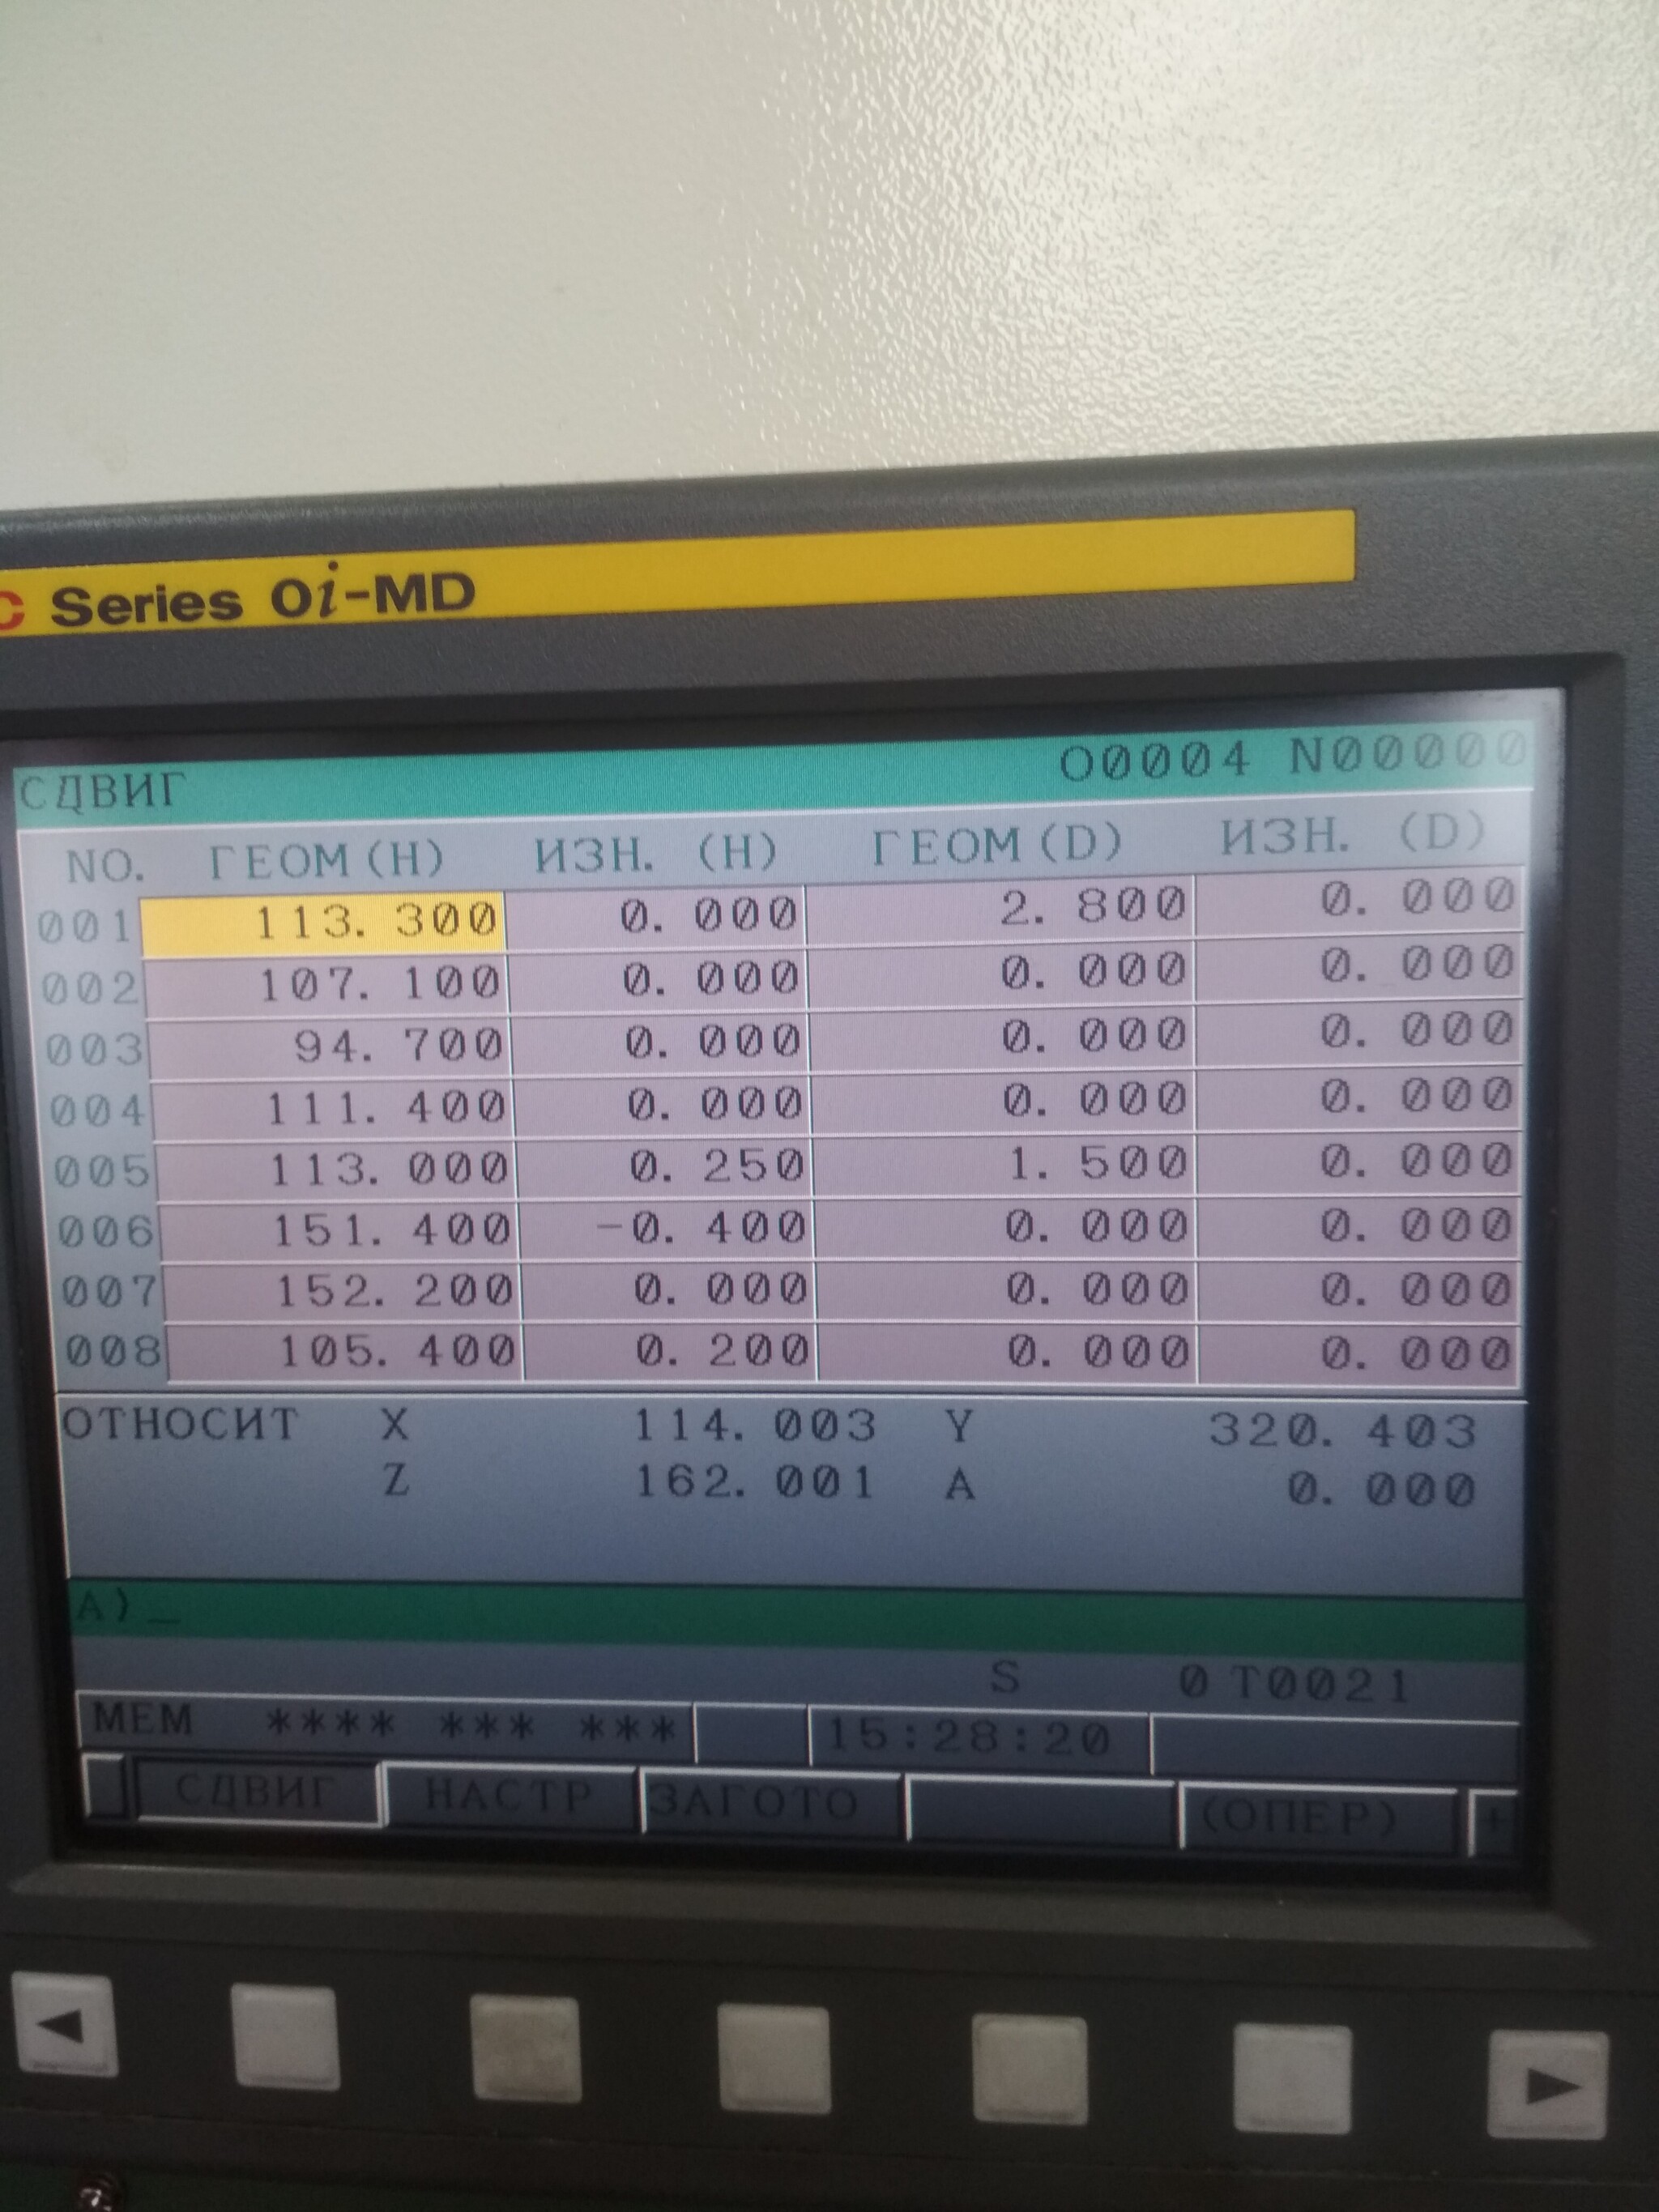 C Series 0i-MD
СДВИГ O0004 N00000
NO. ГЕОМ(H) ИЗН. (H) ГЕОМ(D) ИЗН. (D)
001 113.300 0.000 2.800 0.000
002 107.100 0.000 0.000 0.000
003 94.700 0.000 0.000 0.000
004 111.400 0.000 0.000 0.000
005 113.000 0.250 1.500 0.000
006 151.400 -0.400 0.000 0.000
007 152.200 0.000 0.000 0.000
008 105.400 0.200 0.000 0.000
ОТНОСИТ X 114.003 Y 320.403
Z 162.001 A 0.000
A)_
S 0 T0021
MEM **** *** *** 15:28:20
СДВИГ НАСТР ЗАГОТО (ОПЕР) +